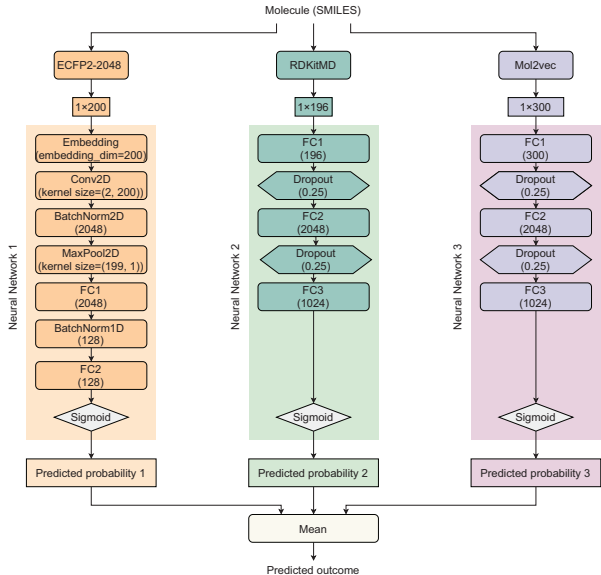 Molecule (SMILES)
ECFP2-2048
1×200
Neural Network 1
Embedding
(embedding_dim=200)
Conv2D
(kernel size=(2, 200))
BatchNorm2D
(2048)
MaxPool2D
(kernel size=(199, 1))
FC1
(2048)
BatchNorm1D
(128)
FC2
(128)
Sigmoid
Predicted probability 1
RDKitMD
1×196
Neural Network 2
FC1
(196)
Dropout
(0.25)
FC2
(2048)
Dropout
(0.25)
FC3
(1024)
Sigmoid
Predicted probability 2
Mol2vec
1×300
Neural Network 3
FC1
(300)
Dropout
(0.25)
FC2
(2048)
Dropout
(0.25)
FC3
(1024)
Sigmoid
Predicted probability 3
Mean
Predicted outcome